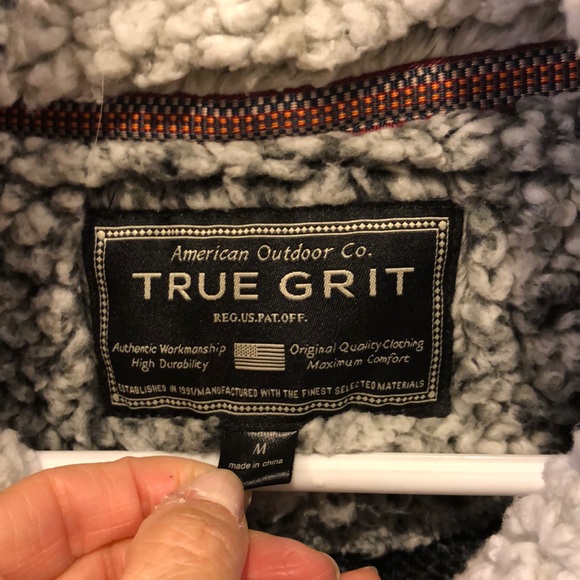 American Outdoor Co.
TRUE GRIT
REG.US.PAT.OFF.
Authentic Workmanship
High Durability
Original Quality Clothing
Maximum Comfort
ESTABLISHED IN 1991/MANUFACTURED WITH THE FINEST SELECTED MATERIALS
M
made in china